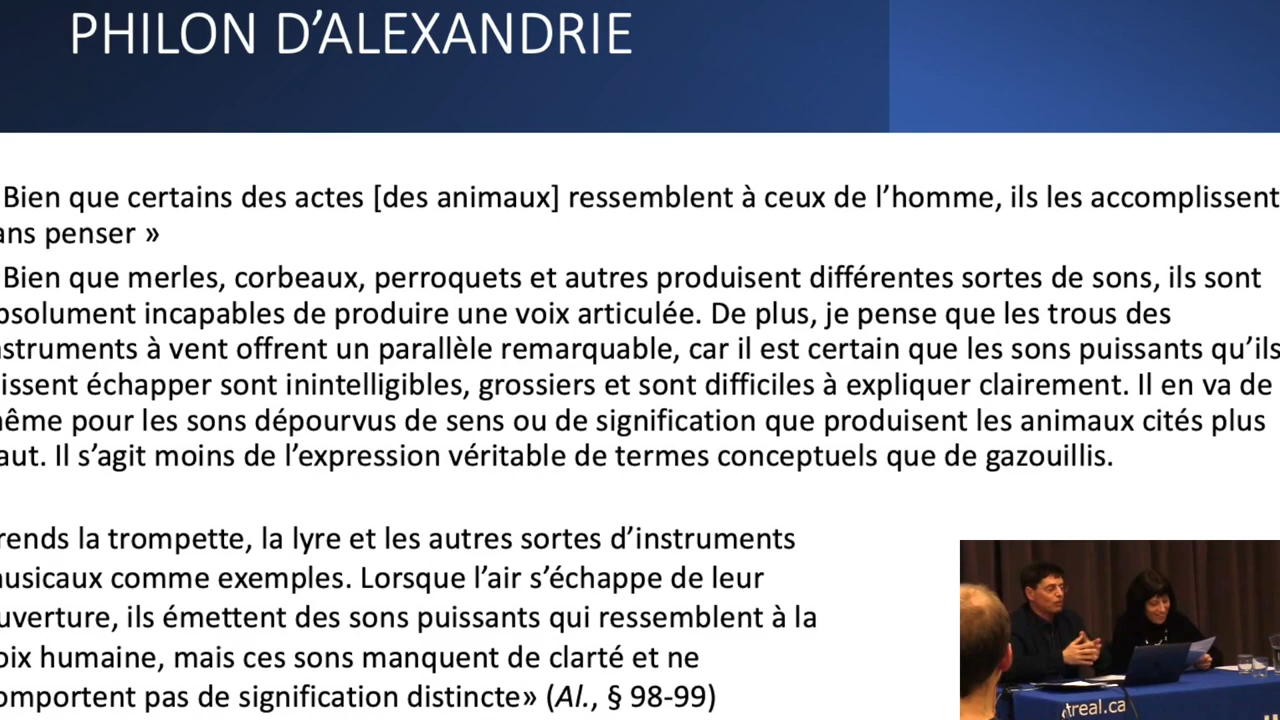 PHILON D’ALEXANDRIE
Bien que certains des actes [des animaux] ressemblent à ceux de l’homme, ils les accomplissent
ans penser »
Bien que merles, corbeaux, perroquets et autres produisent différentes sortes de sons, ils sont
bsolument incapables de produire une voix articulée. De plus, je pense que les trous des
nstruments à vent offrent un parallèle remarquable, car il est certain que les sons puissants qu’ils
issent échapper sont inintelligibles, grossiers et sont difficiles à expliquer clairement. Il en va de
ême pour les sons dépourvus de sens ou de signification que produisent les animaux cités plus
aut. Il s’agit moins de l’expression véritable de termes conceptuels que de gazouillis.
rends la trompette, la lyre et les autres sortes d’instruments
usicaux comme exemples. Lorsque l’air s’échappe de leur
uverture, ils émettent des sons puissants qui ressemblent à la
oix humaine, mais ces sons manquent de clarté et ne
omportent pas de signification distincte» (Al., § 98-99)
treal.ca